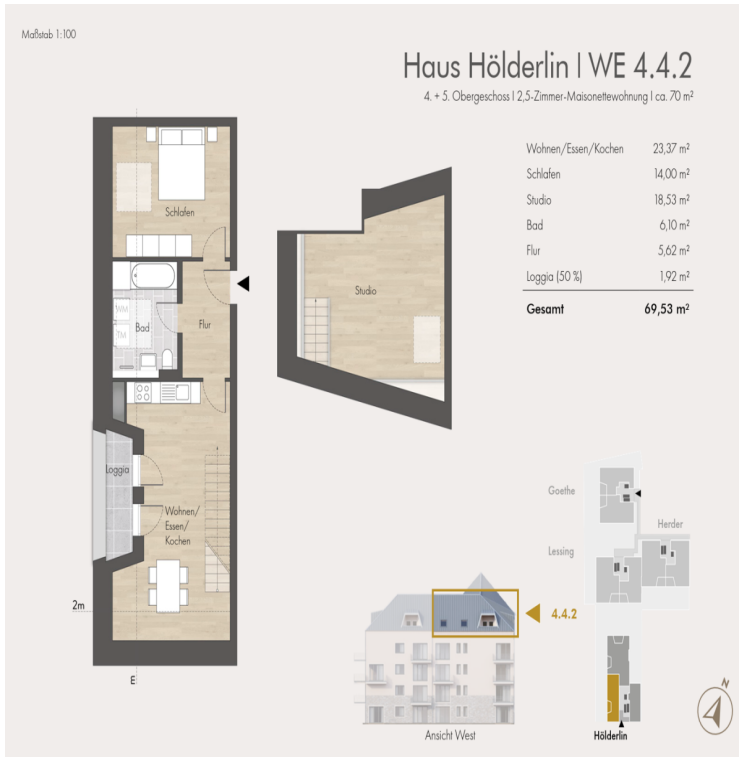 Maßstab 1:100
Haus Hölderlin I WE 4.4.2
4. + 5. Obergeschoss I 2,5-Zimmer-Maisonettewohnung I ca. 70 m²
Wohnen/Essen/Kochen 23,37 m²
Schlafen 14,00 m²
Studio 18,53 m²
Bad 6,10 m²
Flur 5,62 m²
Loggia (50 %) 1,92 m²
Gesamt 69,53 m²
Schlafen
Studio
WM
TM
Bad
Flur
Loggia
Wohnen/
Essen/
Kochen
2m
E
Goethe
Herder
Lessing
4.4.2
Ansicht West
Hölderlin
N